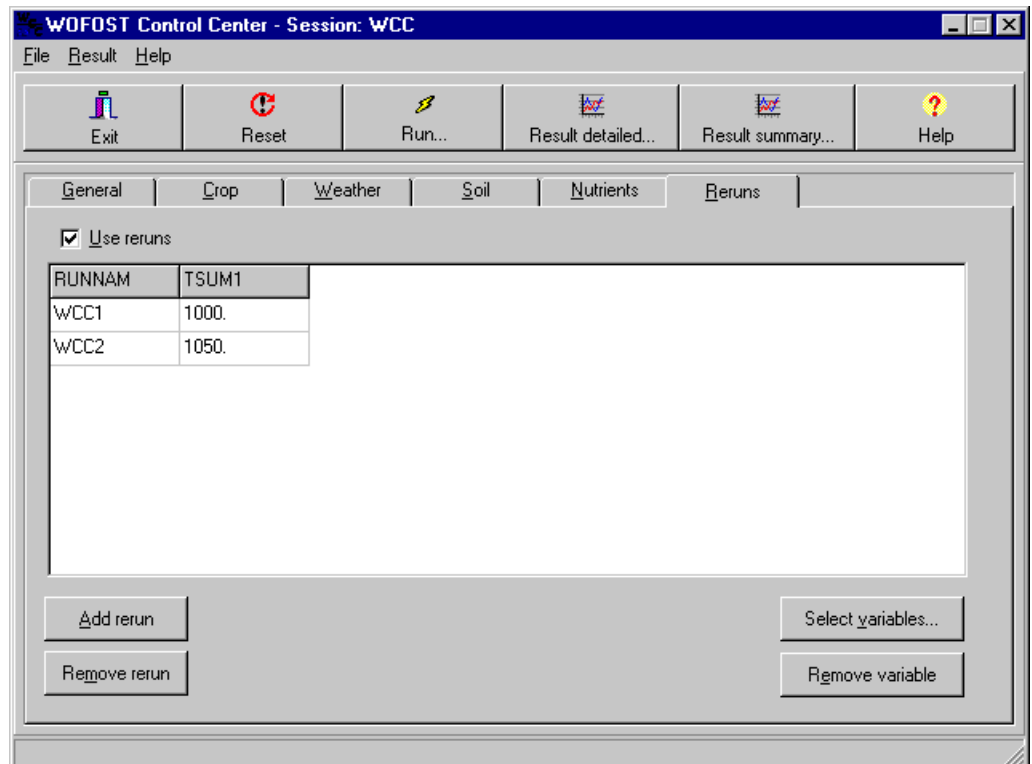 WOFOST Control Center - Session: WCC
File Result Help
Exit Reset Run... Result detailed... Result summary... Help
General Crop Weather Soil Nutrients Reruns
Use reruns
RUNNAM TSUM1
WCC1 1000.
WCC2 1050.
Add rerun Select variables...
Remove rerun Remove variable